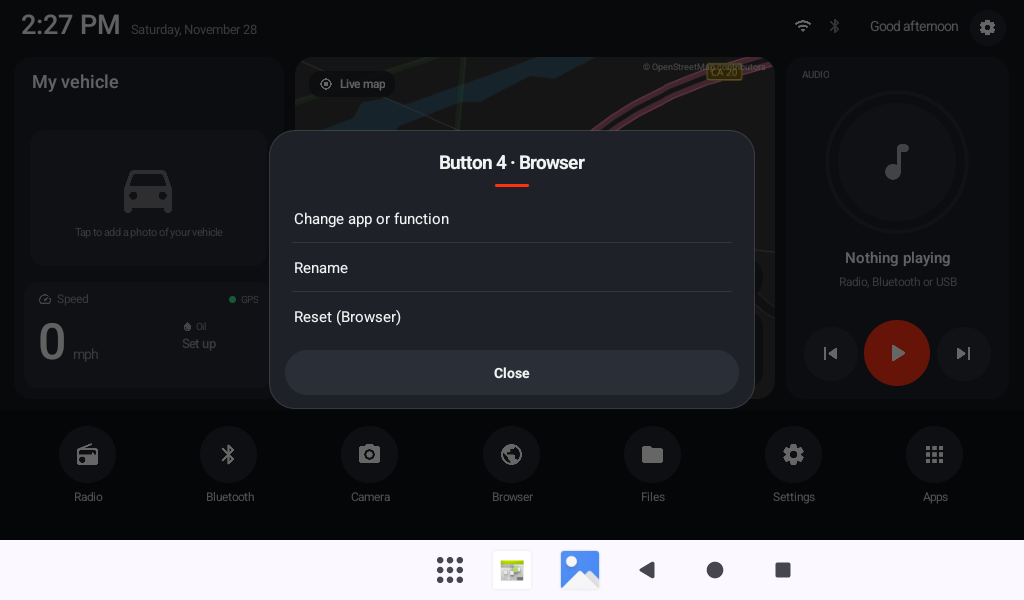 2:27 PM Saturday, November 28
Good afternoon
My vehicle
Live map
© OpenStreetMap contributors
CA 20
AUDIO
Button 4 · Browser
Change app or function
Rename
Reset (Browser)
Close
Tap to add a photo of your vehicle
Speed
GPS
0 mph
Oil
Set up
Nothing playing
Radio, Bluetooth or USB
Radio
Bluetooth
Camera
Browser
Files
Settings
Apps